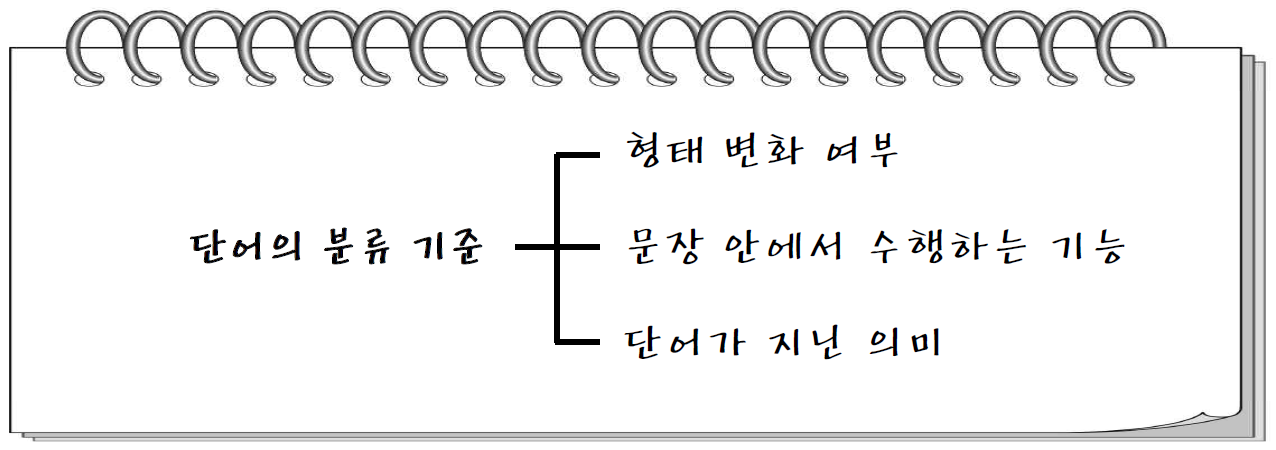 형태 변화 여부
단어의 분류 기준
문장 안에서 수행하는 기능
단어가 지닌 의미